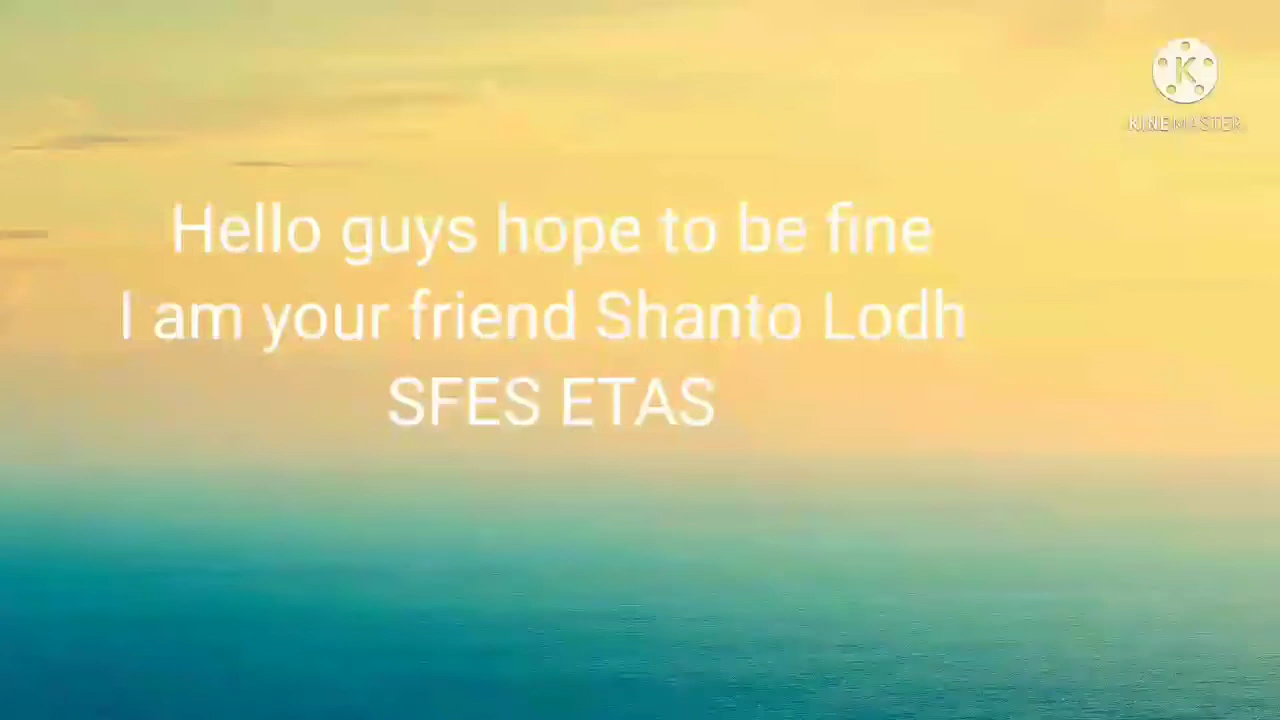 KINEMASTER
Hello guys hope to be fine
I am your friend Shanto Lodh
SFES ETAS